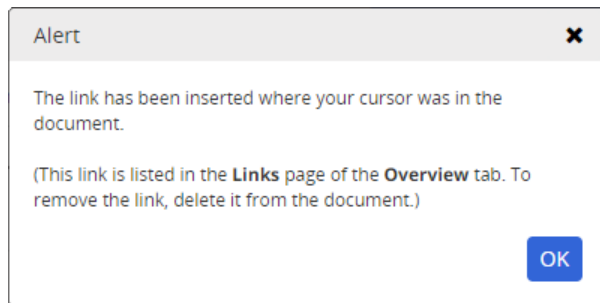 Alert
The link has been inserted where your cursor was in the
document.
(This link is listed in the Links page of the Overview tab. To
remove the link, delete it from the document.)
OK